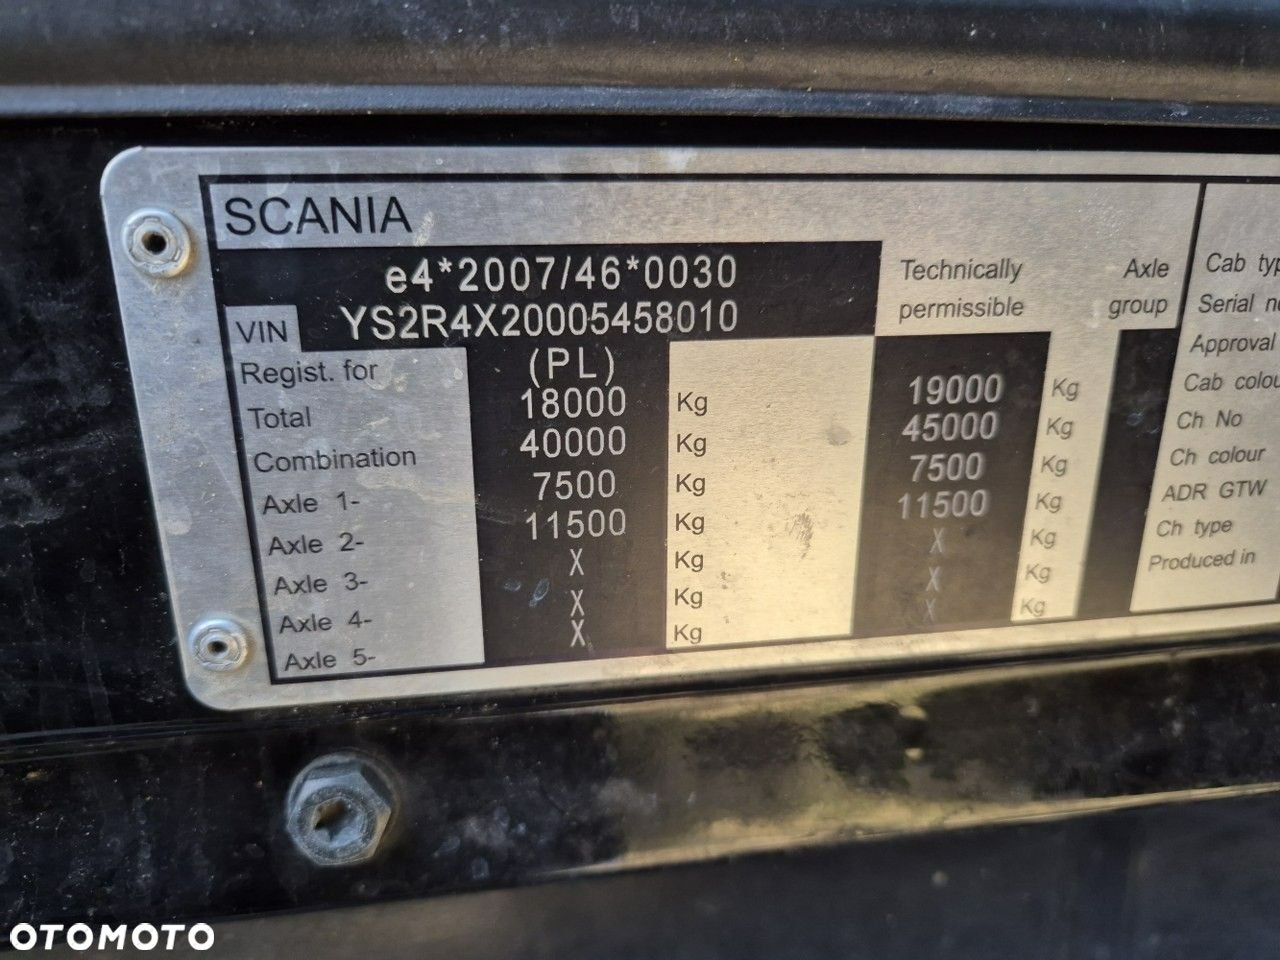 SCANIA
e4*2007/46*0030
VIN YS2R4X20005458010
Regist. for (PL)
Total 18000 Kg 19000 Kg
Combination 40000 Kg 45000 Kg
Axle 1- 7500 Kg 7500 Kg
Axle 2- 11500 Kg 11500 Kg
Axle 3- X Kg X Kg
Axle 4- X Kg X Kg
Axle 5- X Kg X Kg
Technically Axle
permissible group
Cab
Serial
Approval
Cab
Ch No
Ch colour
ADR GTW
Ch type
Produced in
OTOMOTO